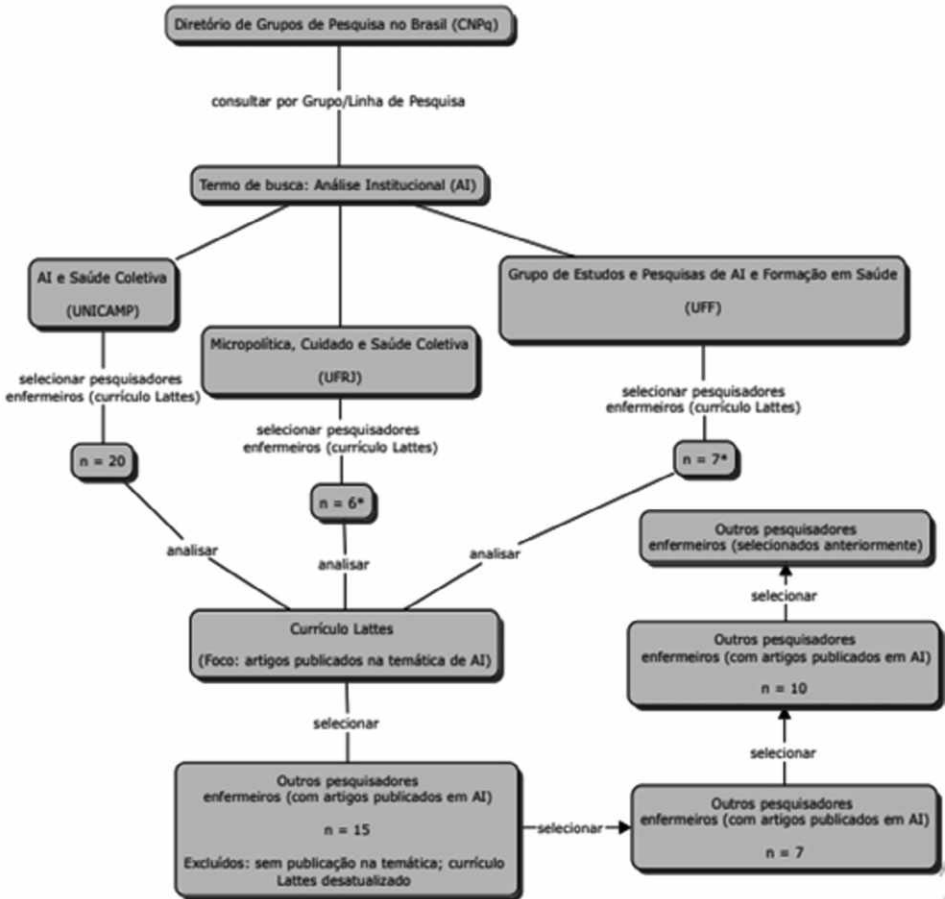 Diretório de Grupos de Pesquisa no Brasil (CNPq)
consultar por Grupo/Linha de Pesquisa
Termo de busca: Análise Institucional (AI)
AI e Saúde Coletiva
(UNICAMP)
Micropolítica, Cuidado e Saúde Coletiva
(UFRJ)
Grupo de Estudos e Pesquisas de AI e Formação em Saúde
(UFF)
selecionar pesquisadores
enfermeiros (currículo Lattes)
selecionar pesquisadores
enfermeiros (currículo Lattes)
selecionar pesquisadores
enfermeiros (currículo Lattes)
n = 20
n = 6*
n = 7*
analisar
analisar
analisar
Currículo Lattes
(Foco: artigos publicados na temática de AI)
selecionar
Outros pesquisadores
enfermeiros (com artigos publicados em AI)
n = 15
Excluídos: sem publicação na temática; currículo
Lattes desatualizado
selecionar
Outros pesquisadores
enfermeiros (com artigos publicados em AI)
n = 7
selecionar
Outros pesquisadores
enfermeiros (com artigos publicados em AI)
n = 10
selecionar
Outros pesquisadores
enfermeiros (selecionados anteriormente)